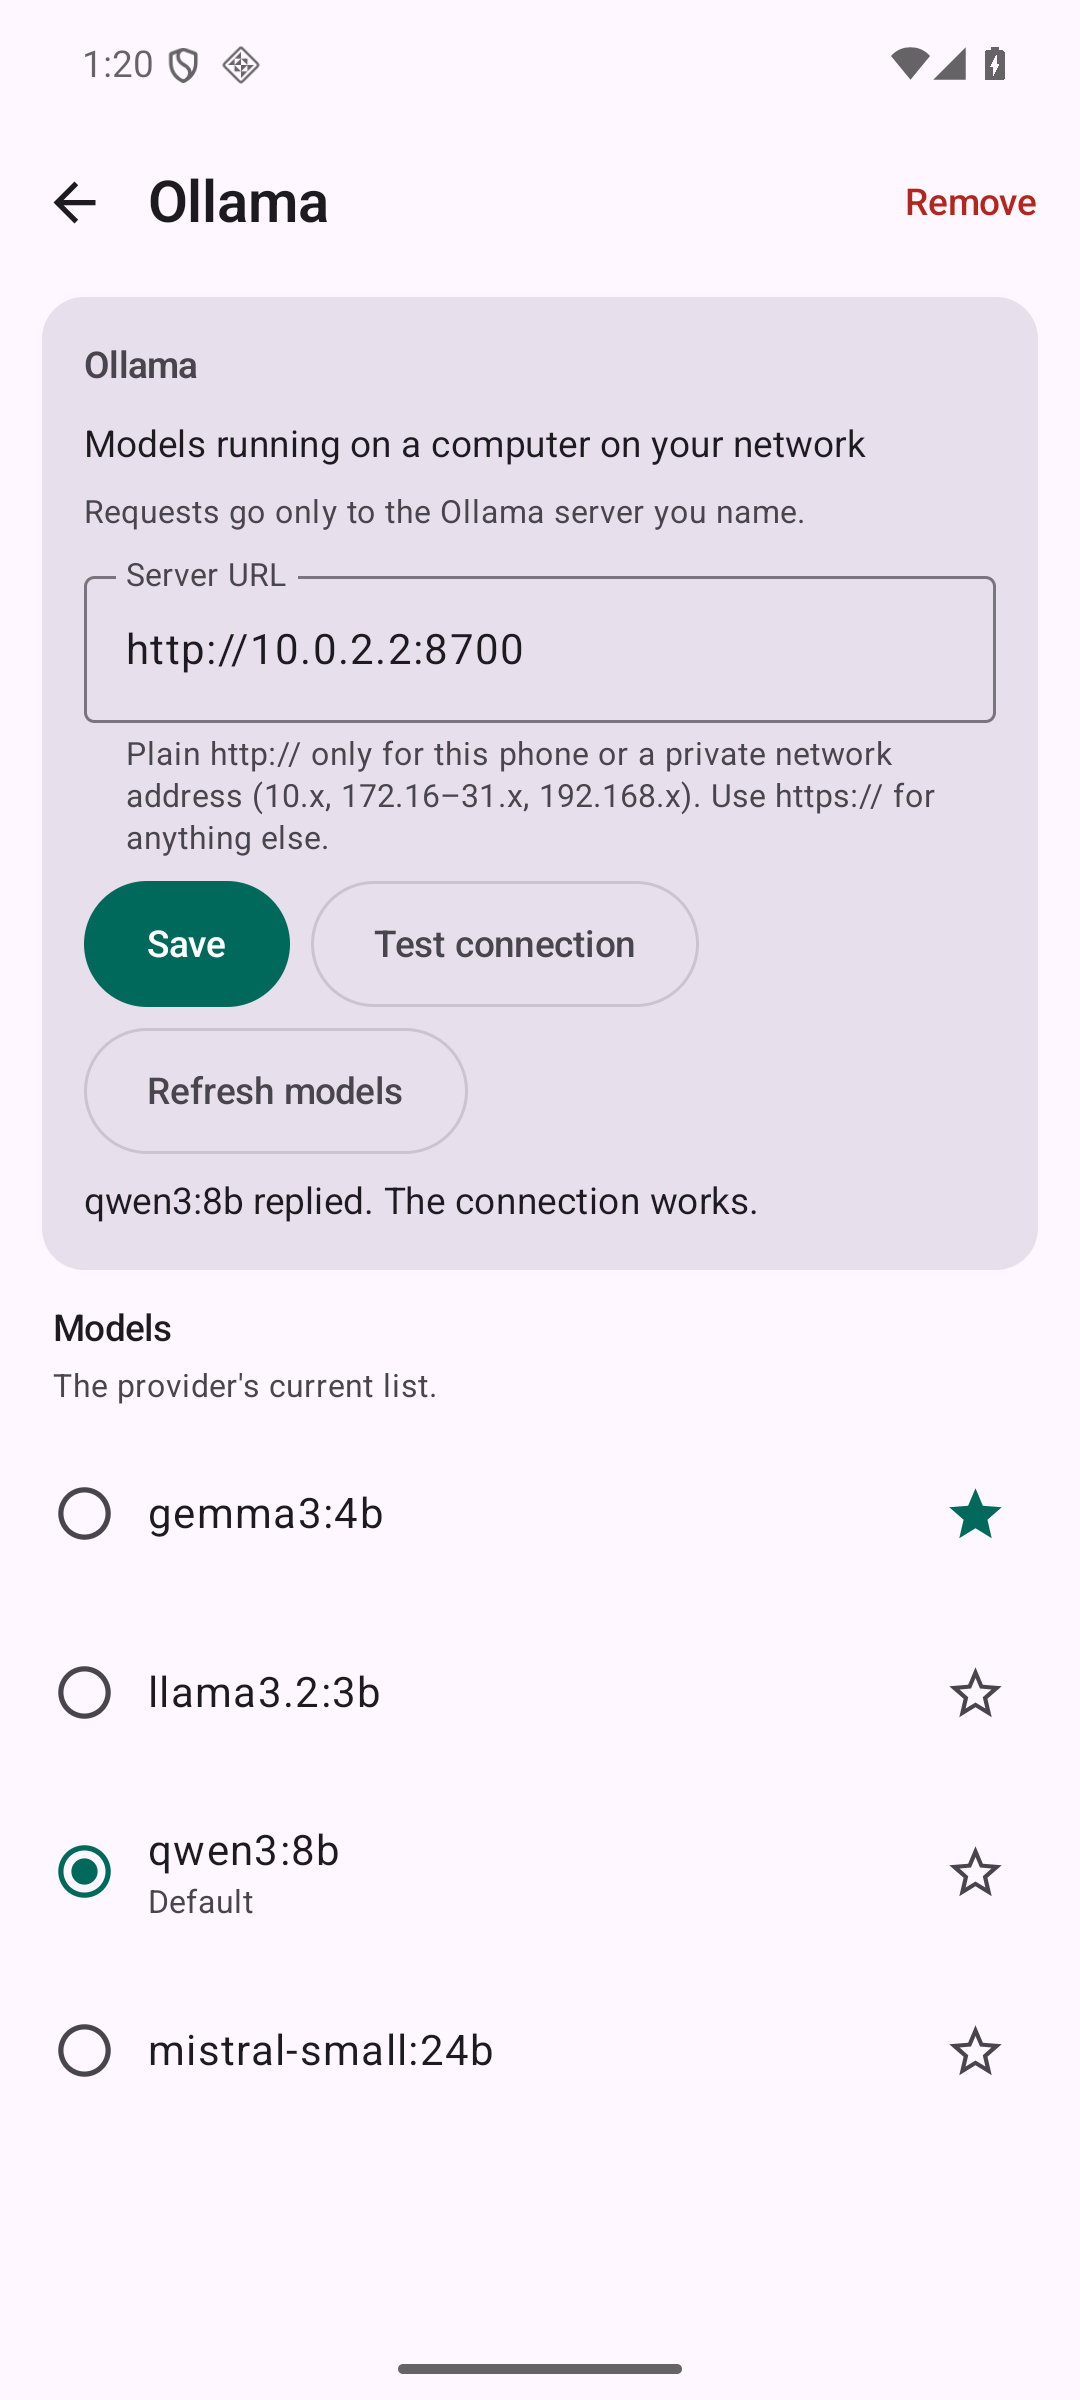 1:20
Ollama
Remove
Ollama
Models running on a computer on your network
Requests go only to the Ollama server you name.
Server URL
http://10.0.2.2:8700
Plain http:// only for this phone or a private network
address (10.x, 172.16–31.x, 192.168.x). Use https:// for
anything else.
Save
Test connection
Refresh models
qwen3:8b replied. The connection works.
Models
The provider's current list.
gemma3:4b
llama3.2:3b
qwen3:8b
Default
mistral-small:24b